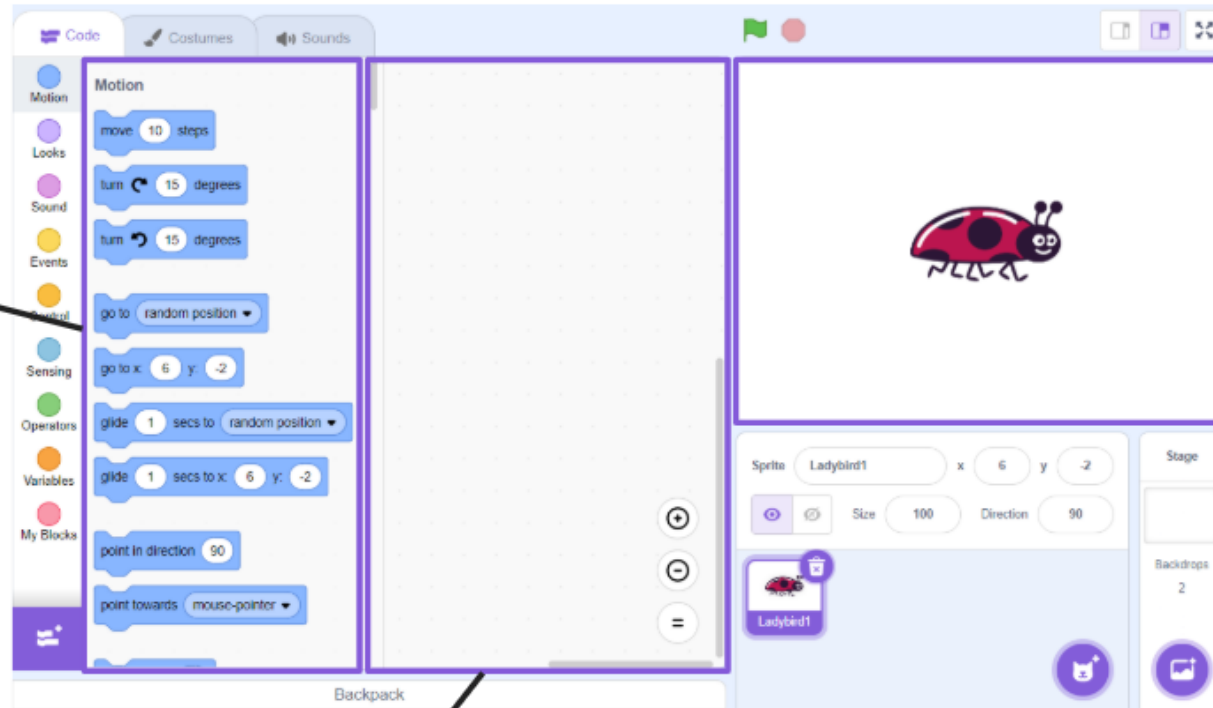 Code
Costumes
Sounds
Motion
Looks
Sound
Events
Control
Sensing
Operators
Variables
My Blocks
Motion
move 10 steps
turn 15 degrees
turn 15 degrees
go to random position
go to x: 6 y: -2
glide 1 secs to random position
glide 1 secs to x: 6 y: -2
point in direction 90
point towards mouse-pointer
Backpack
Sprite Ladybird1 x 6 y -2
Size 100 Direction 90
Ladybird1
Stage
Backdrops
2